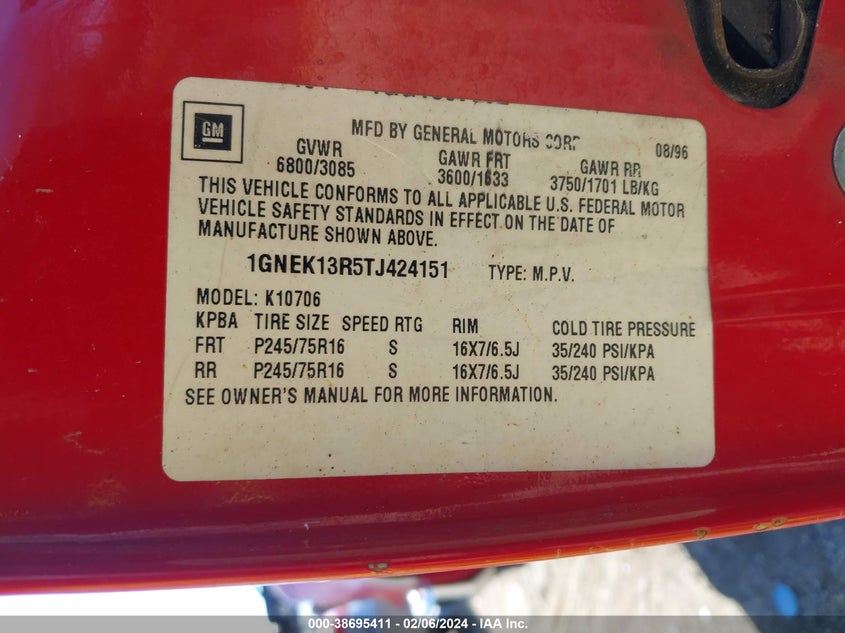 GM
MFD BY GENERAL MOTORS CORP
08/96
GVWR GAWR FRT GAWR RR
6800/3085 3600/1633 3750/1701 LB/KG
THIS VEHICLE CONFORMS TO ALL APPLICABLE U.S. FEDERAL MOTOR
VEHICLE SAFETY STANDARDS IN EFFECT ON THE DATE OF
MANUFACTURE SHOWN ABOVE.
1GNEK13R5TJ424151 TYPE: M.P.V.
MODEL: K10706
KPBA TIRE SIZE SPEED RTG RIM COLD TIRE PRESSURE
FRT P245/75R16 S 16X7/6.5J 35/240 PSI/KPA
RR P245/75R16 S 16X7/6.5J 35/240 PSI/KPA
SEE OWNER'S MANUAL FOR MORE INFORMATION.
000-38695411 - 02/06/2024 - IAA Inc.